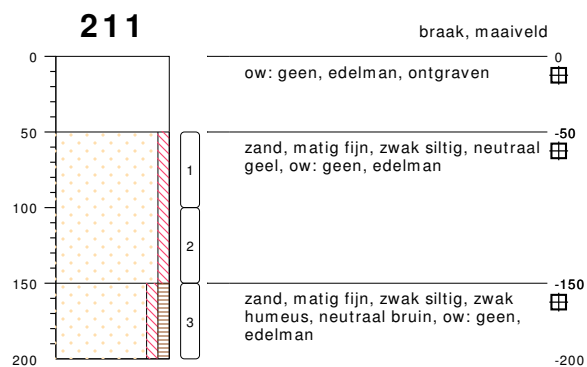 211
braak, maaiveld
0
0
ow: geen, edelman, ontgraven
50
-50
zand, matig fijn, zwak siltig, neutraal
geel, ow: geen, edelman
1
100
2
150
-150
zand, matig fijn, zwak siltig, zwak
humeus, neutraal bruin, ow: geen,
edelman
3
200
-200